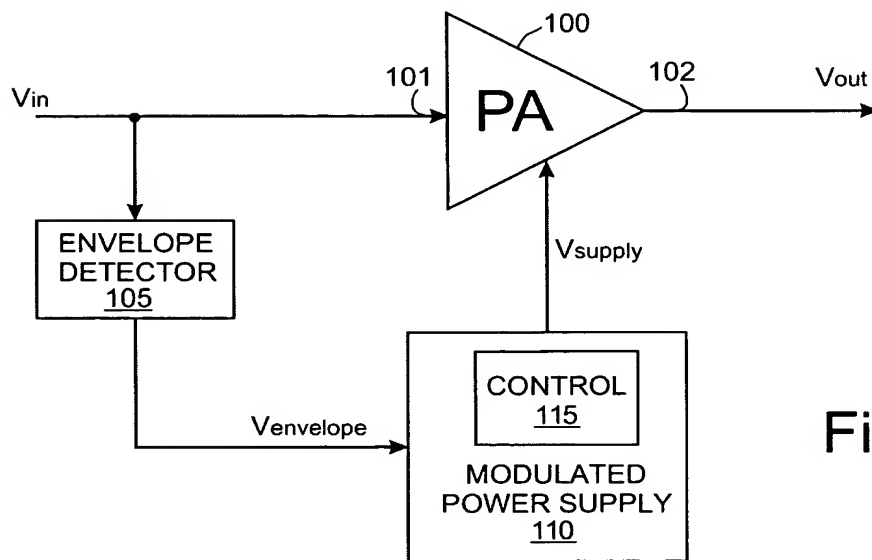 100
101
102
Vin
Vout
PA
ENVELOPE
DETECTOR
105
Vsupply
CONTROL
115
Venvelope
MODULATED
POWER SUPPLY
110